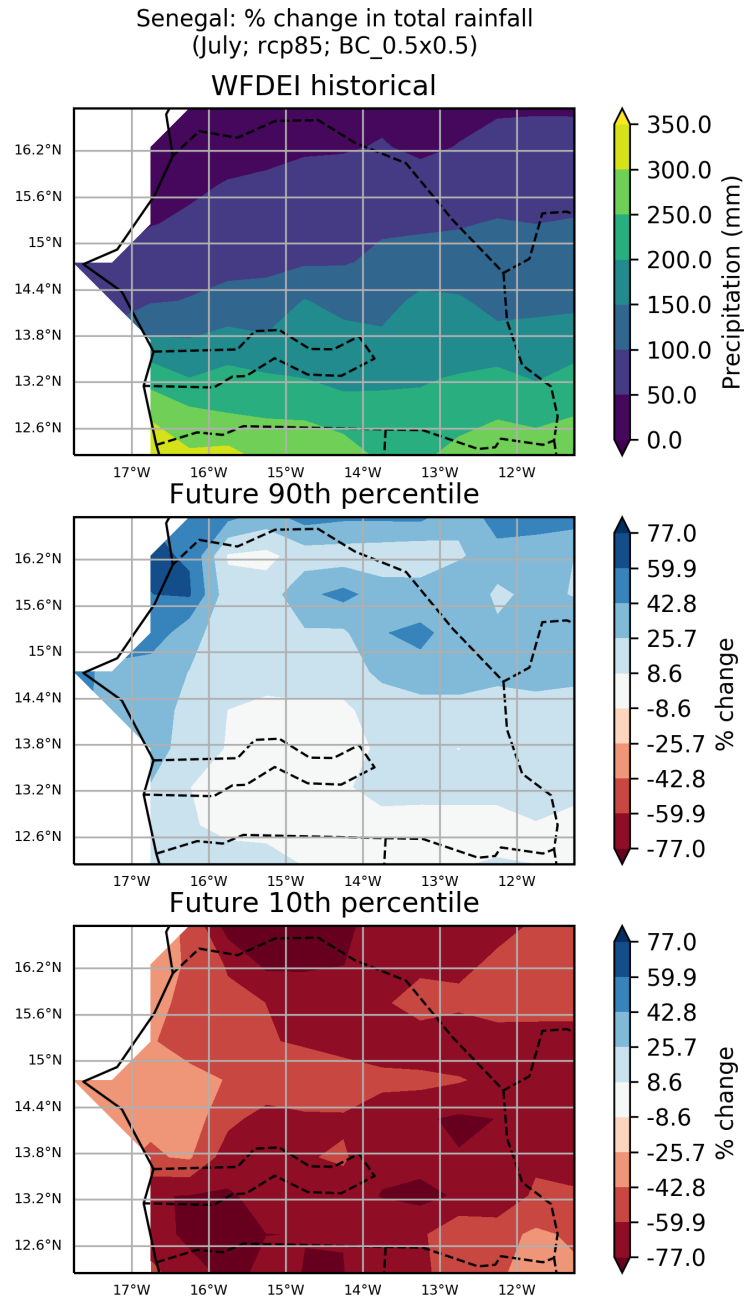 Senegal: % change in total rainfall
(July; rcp85; BC_0.5x0.5)
WFDEI historical
16.2°N
15.6°N
15°N
14.4°N
13.8°N
13.2°N
12.6°N
17°W 16°W 15°W 14°W 13°W 12°W
350.0
300.0
250.0
200.0
150.0
100.0
50.0
0.0
Precipitation (mm)
Future 90th percentile
16.2°N
15.6°N
15°N
14.4°N
13.8°N
13.2°N
12.6°N
17°W 16°W 15°W 14°W 13°W 12°W
77.0
59.9
42.8
25.7
8.6
-8.6
-25.7
-42.8
-59.9
-77.0
% change
Future 10th percentile
16.2°N
15.6°N
15°N
14.4°N
13.8°N
13.2°N
12.6°N
17°W 16°W 15°W 14°W 13°W 12°W
77.0
59.9
42.8
25.7
8.6
-8.6
-25.7
-42.8
-59.9
-77.0
% change